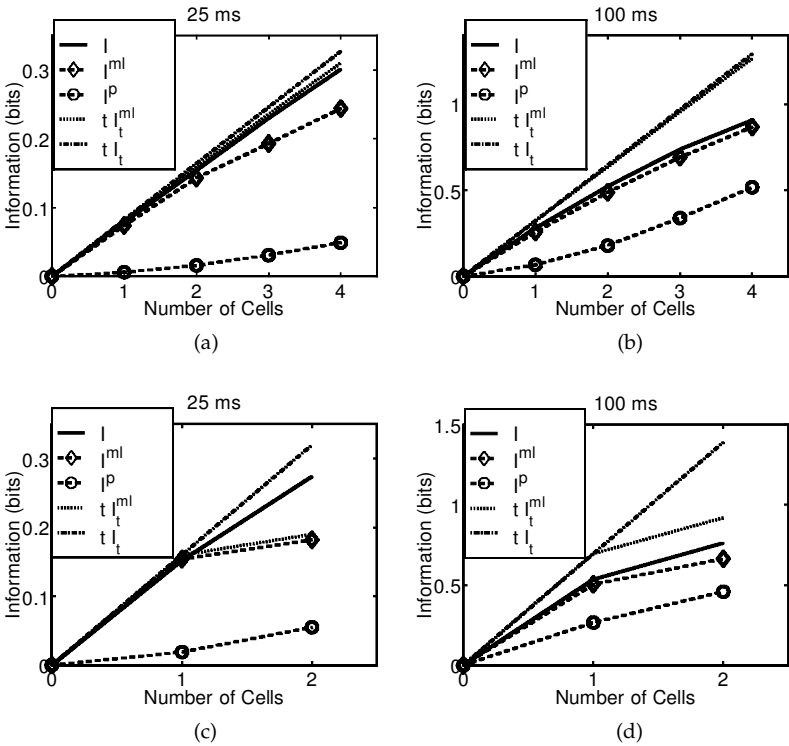 25 ms
I
I^ml
I^p
t I_t^ml
t I_t
0.3
0.2
0.1
0
0 1 2 3 4
Information (bits)
Number of Cells
(a)
100 ms
I
I^ml
I^p
t I_t^ml
t I_t
1
0.5
0
0 1 2 3 4
Information (bits)
Number of Cells
(b)
25 ms
I
I^ml
I^p
t I_t^ml
t I_t
0.3
0.2
0.1
0
0 1 2
Information (bits)
Number of Cells
(c)
100 ms
I
I^ml
I^p
t I_t^ml
t I_t
1.5
1
0.5
0
0 1 2
Information (bits)
Number of Cells
(d)